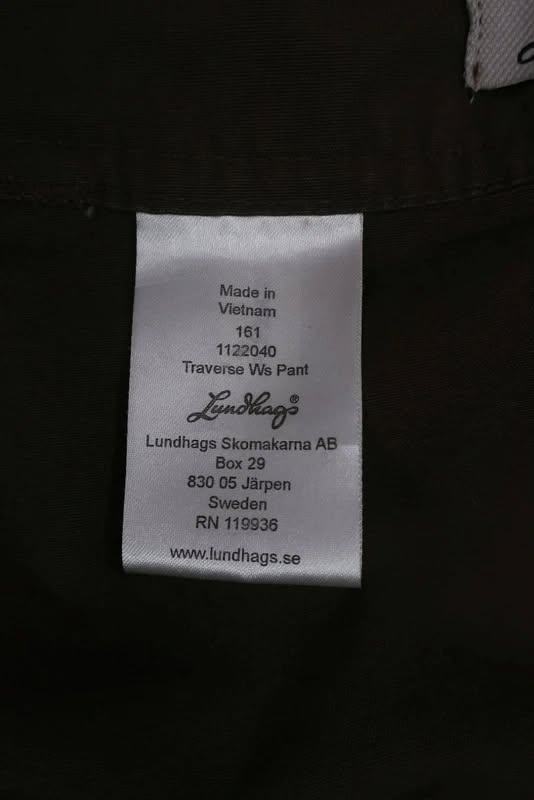 Made in
Vietnam
161
1122040
Traverse Ws Pant
Lundhags®
Lundhags Skomakarna AB
Box 29
830 05 Järpen
Sweden
RN 119936
www.lundhags.se